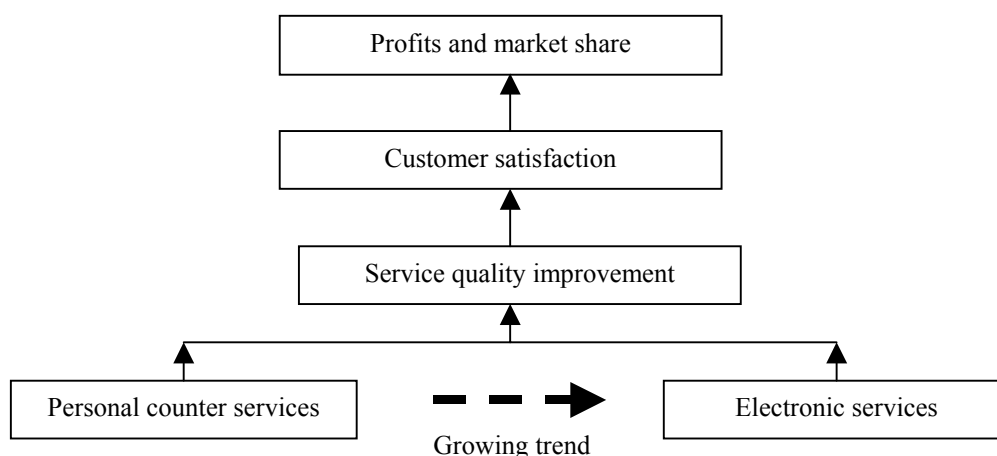 Profits and market share
Customer satisfaction
Service quality improvement
Personal counter services
Electronic services
Growing trend